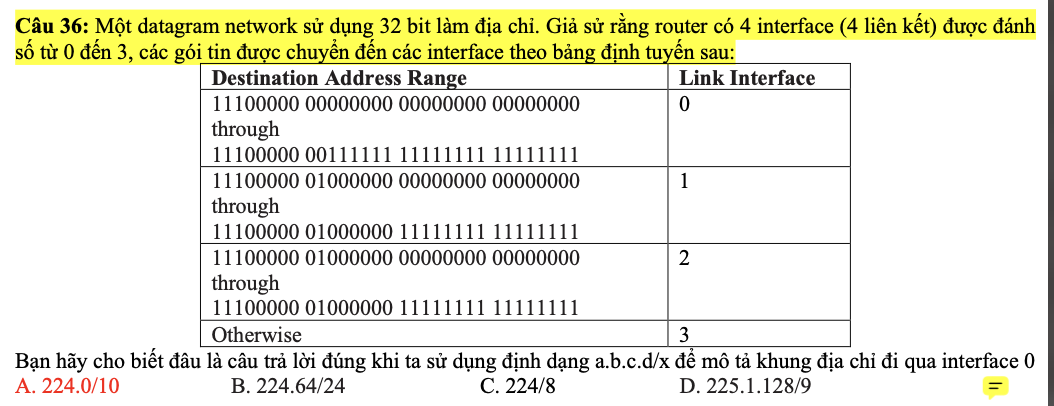 Câu 36: Một datagram network sử dụng 32 bit làm địa chỉ. Giả sử rằng router có 4 interface (4 liên kết) được đánh
số từ 0 đến 3, các gói tin được chuyển đến các interface theo bảng định tuyến sau:
Destination Address Range Link Interface
11100000 00000000 00000000 00000000 0
through
11100000 00111111 11111111 11111111
11100000 01000000 00000000 00000000 1
through
11100000 01000000 11111111 11111111
11100000 01000000 00000000 00000000 2
through
11100000 01000000 11111111 11111111
Otherwise 3
Bạn hãy cho biết đâu là câu trả lời đúng khi ta sử dụng định dạng a.b.c.d/x để mô tả khung địa chỉ đi qua interface 0
A. 224.0/10 B. 224.64/24 C. 224/8 D. 225.1.128/9